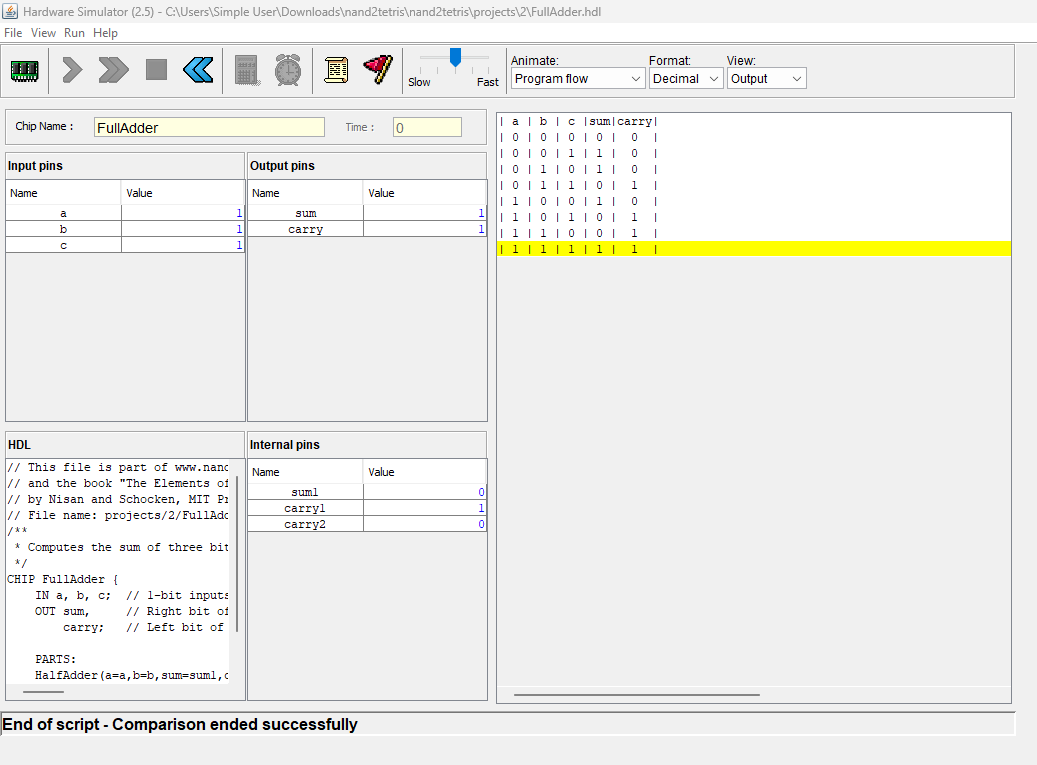 Hardware Simulator (2.5) - C:\Users\Simple User\Downloads\nand2tetris\nand2tetris\projects\2\FullAdder.hdl
File View Run Help
Slow Fast
Animate: Format: View:
Program flow Decimal Output
Chip Name : FullAdder Time : 0
Input pins
Name Value
a 1
b 1
c 1
Output pins
Name Value
sum 1
carry 1
HDL
// This file is part of www.nand
// and the book "The Elements of
// by Nisan and Schocken, MIT Pr
// File name: projects/2/FullAdd
/**
 * Computes the sum of three bit
 */
CHIP FullAdder {
    IN a, b, c;  // 1-bit inputs
    OUT sum,     // Right bit of
        carry;   // Left bit of
    PARTS:
    HalfAdder(a=a,b=b,sum=sum1,c
Internal pins
Name Value
sum1 0
carry1 1
carry2 0
| a | b | c |sum|carry|
| 0 | 0 | 0 | 0 |  0  |
| 0 | 0 | 1 | 1 |  0  |
| 0 | 1 | 0 | 1 |  0  |
| 0 | 1 | 1 | 0 |  1  |
| 1 | 0 | 0 | 1 |  0  |
| 1 | 0 | 1 | 0 |  1  |
| 1 | 1 | 0 | 0 |  1  |
| 1 | 1 | 1 | 1 |  1  |
End of script - Comparison ended successfully